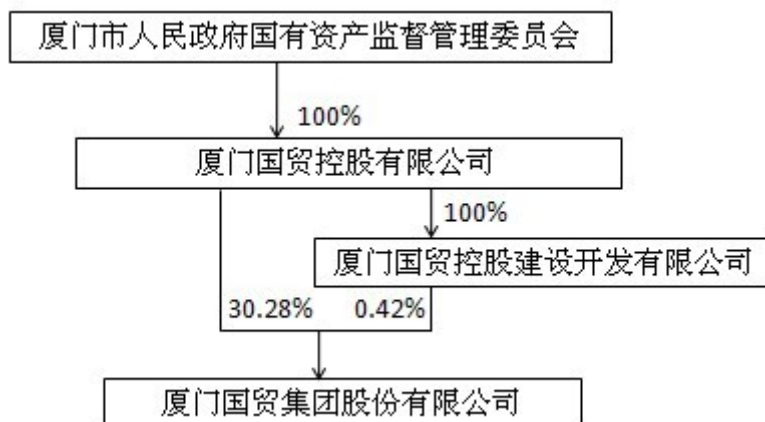 厦门市人民政府国有资产监督管理委员会
100%
厦门国贸控股有限公司
100%
厦门国贸控股建设开发有限公司
30.28%
0.42%
厦门国贸集团股份有限公司